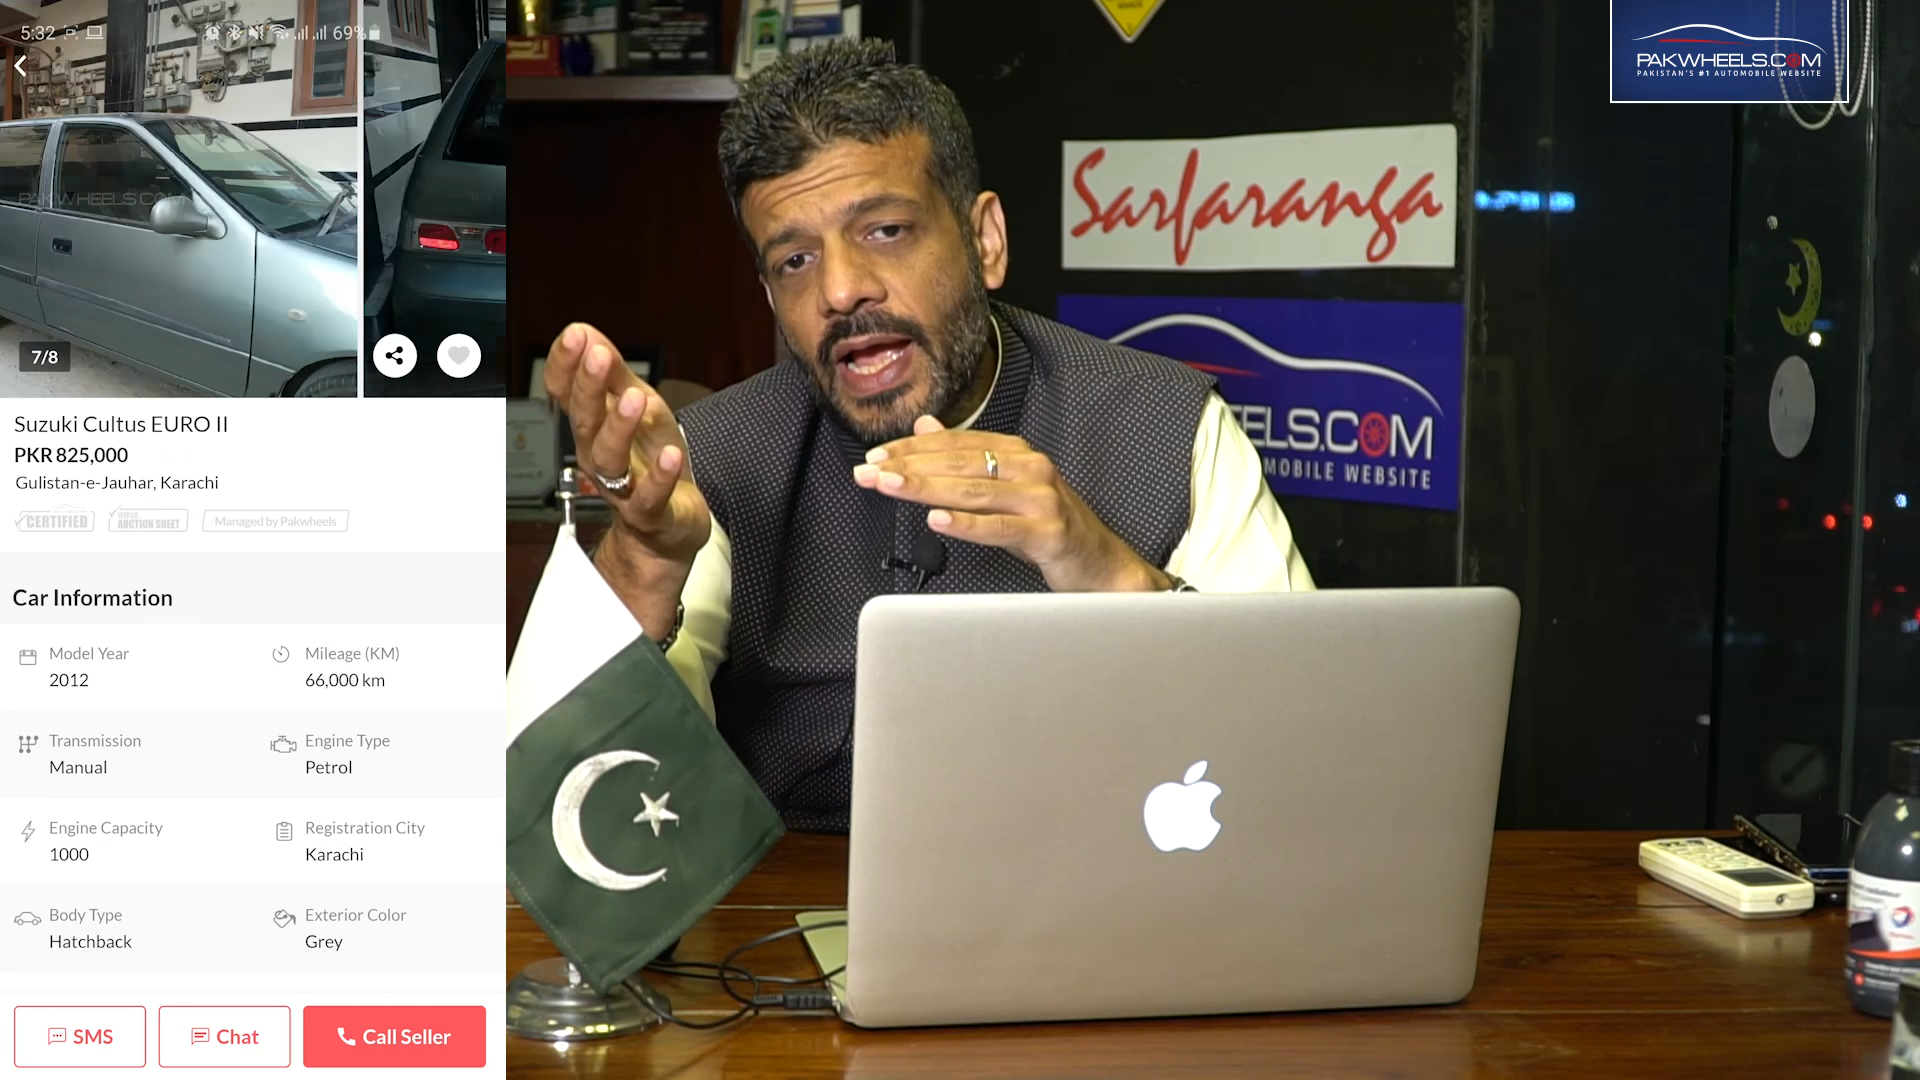 5:32
69%
PAKWHEELS.COM
7/8
Suzuki Cultus EURO II
PKR 825,000
Gulistan-e-Jauhar, Karachi
CERTIFIED
AUCTION SHEET
Managed by Pakwheels
Car Information
Model Year
2012
Mileage (KM)
66,000 km
Transmission
Manual
Engine Type
Petrol
Engine Capacity
1000
Registration City
Karachi
Body Type
Hatchback
Exterior Color
Grey
SMS
Chat
Call Seller
Sarfaranga
ELS.COM
MOBILE WEBSITE
PAKWHEELS.COM
PAKISTAN'S #1 AUTOMOBILE WEBSITE